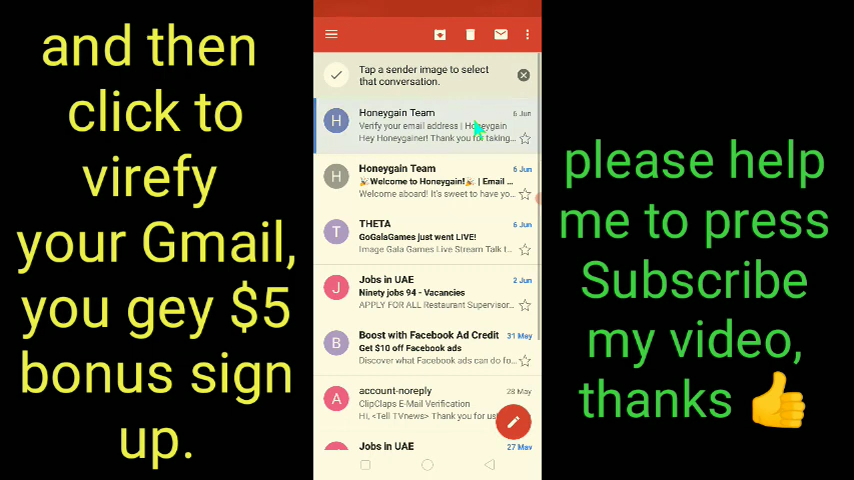 and then
click to
virefy
your Gmail,
you gey $5
bonus sign
up.
Tap a sender image to select
that conversation.
H
Honeygain Team
6 Jun
Verify your email address | Honeygain
Hey Honeygainer! Thank you for taking...
H
Honeygain Team
6 Jun
🎉Welcome to Honeygain!🎉 | Email ...
Welcome aboard! It's sweet to have yo...
T
THETA
6 Jun
GoGalaGames just went LIVE!
Image Gala Games Live Stream Talk t...
J
Jobs in UAE
2 Jun
Ninety jobs 94 - Vacancies
APPLY FOR ALL Restaurant Supervisor...
B
Boost with Facebook Ad Credit
31 May
Get $10 off Facebook ads
Discover what Facebook ads can do fo...
A
account-noreply
28 May
ClipClaps E-Mail Verification
Hi, <Tell TVnews> Thank you for us
J
Jobs in UAE
27 May
please help
me to press
Subscribe
my video,
thanks 👍